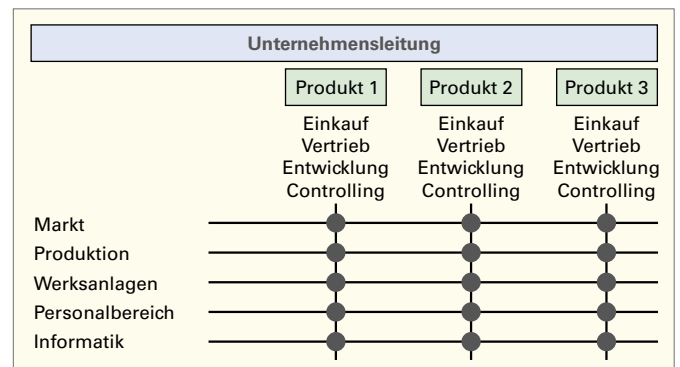 Unternehmensleitung
Produkt 1 Produkt 2 Produkt 3
Einkauf Einkauf Einkauf
Vertrieb Vertrieb Vertrieb
Entwicklung Entwicklung Entwicklung
Controlling Controlling Controlling
Markt
Produktion
Werksanlagen
Personalbereich
Informatik